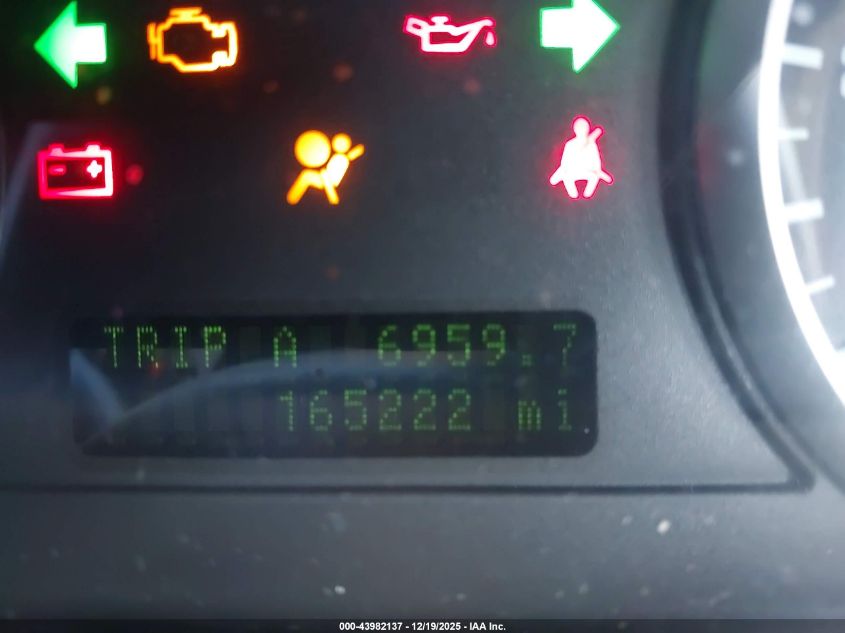 TRIP A 6959.7
165222 mi
000-43982137 - 12/19/2025 - IAA Inc.